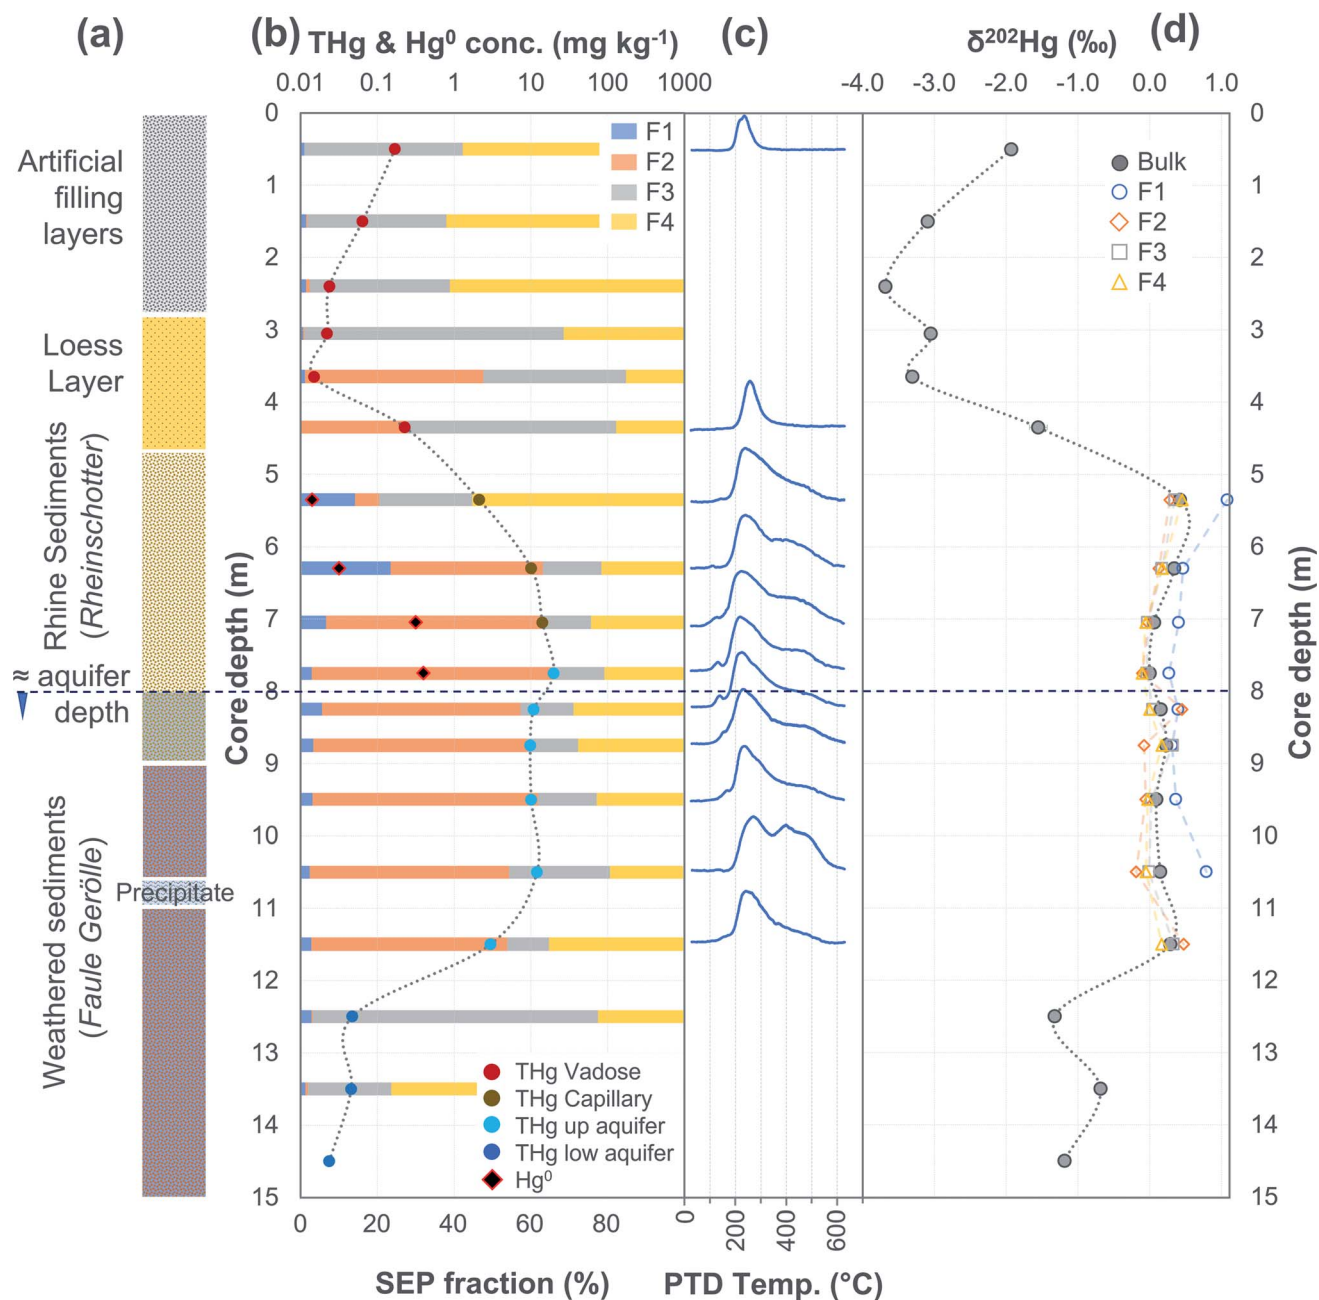 (a)
(b)
THg & Hg⁰ conc. (mg kg⁻¹)
(c)
δ²⁰²Hg (‰)
(d)
0.01 0.1 1 10 100 1000
-4.0 -3.0 -2.0 -1.0 0.0 1.0
Artificial
filling
layers
Loess
Layer
Rhine Sediments
(Rheinschotter)
≈ aquifer
depth
Weathered sediments
(Faule Gerölle)
Precipitate
Core depth (m)
0
1
2
3
4
5
6
7
8
9
10
11
12
13
14
15
F1
F2
F3
F4
THg Vadose
THg Capillary
THg up aquifer
THg low aquifer
Hg⁰
0 20 40 60 80
SEP fraction (%)
0 200 400 600
PTD Temp. (°C)
Bulk
F1
F2
F3
F4
0
1
2
3
4
5
6
7
8
9
10
11
12
13
14
15
Core depth (m)